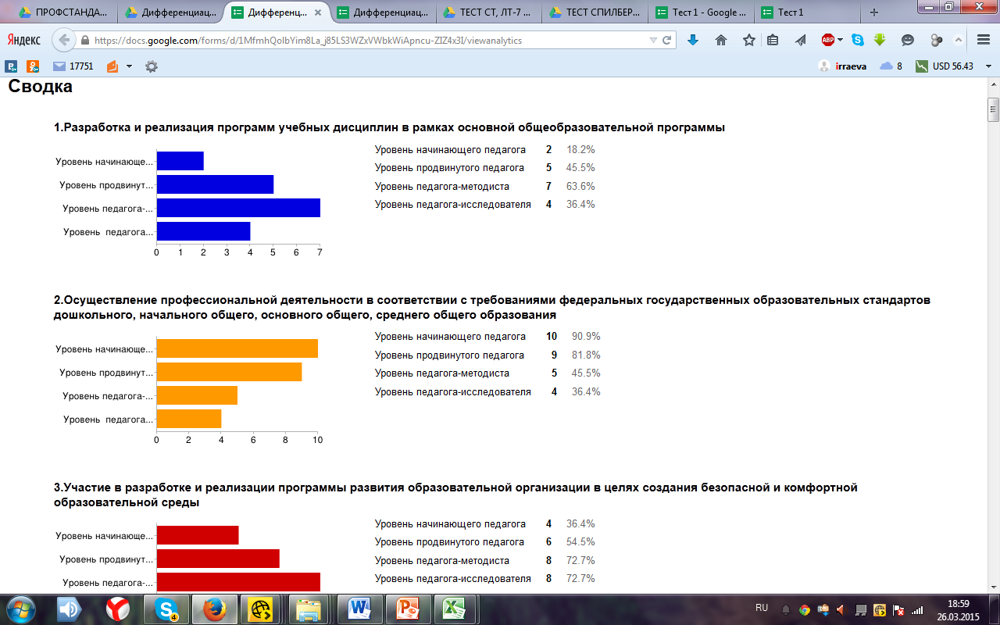 ПРОФСТАНДА...
Дифференциац...
Дифференц...
Дифференциац...
ТЕСТ СТ, ЛТ-7 ...
ТЕСТ СПИЛБЕР...
Тест 1 - Google ...
Тест1
Яндекс
https://docs.google.com/forms/d/1MfmhQoIbYim8La_j85LS3WZxVWbkWiApncu-ZIZ4x3I/viewanalytics
ABP
17751
irraeva
8
USD 56.43
Сводка
1.Разработка и реализация программ учебных дисциплин в рамках основной общеобразовательной программы
Уровень начинающе...
Уровень продвинут...
Уровень педагога-...
Уровень педагога...
0 1 2 3 4 5 6 7
Уровень начинающего педагога 2 18.2%
Уровень продвинутого педагога 5 45.5%
Уровень педагога-методиста 7 63.6%
Уровень педагога-исследователя 4 36.4%
2.Осуществление профессиональной деятельности в соответствии с требованиями федеральных государственных образовательных стандартов
дошкольного, начального общего, основного общего, среднего общего образования
Уровень начинающе...
Уровень продвинут...
Уровень педагога-...
Уровень педагога...
0 2 4 6 8 10
Уровень начинающего педагога 10 90.9%
Уровень продвинутого педагога 9 81.8%
Уровень педагога-методиста 5 45.5%
Уровень педагога-исследователя 4 36.4%
3.Участие в разработке и реализации программы развития образовательной организации в целях создания безопасной и комфортной
образовательной среды
Уровень начинающе...
Уровень продвинут...
Уровень педагога-...
Уровень начинающего педагога 4 36.4%
Уровень продвинутого педагога 6 54.5%
Уровень педагога-методиста 8 72.7%
Уровень педагога-исследователя 8 72.7%
4
RU
18:59
26.03.2015